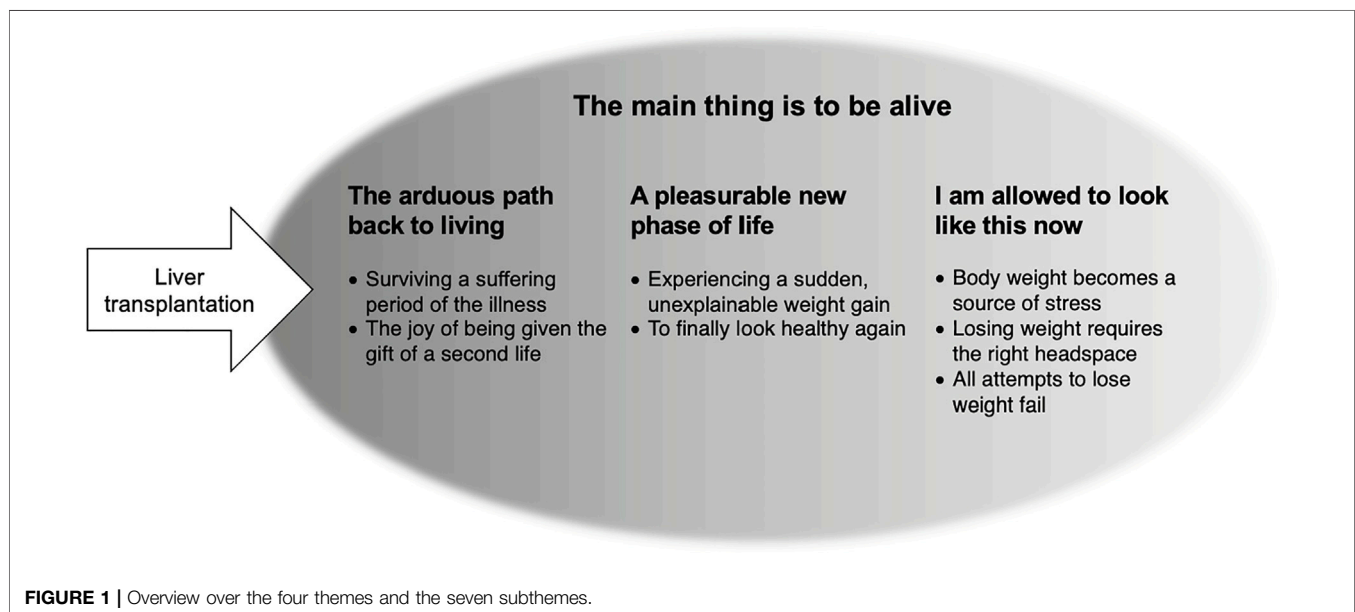 The main thing is to be alive
Liver
transplantation
The arduous path
back to living
• Surviving a suffering
period of the illness
• The joy of being given the
gift of a second life
A pleasurable new
phase of life
• Experiencing a sudden,
unexplainable weight gain
• To finally look healthy again
I am allowed to look
like this now
• Body weight becomes a
source of stress
• Losing weight requires
the right headspace
• All attempts to lose
weight fail
FIGURE 1 | Overview over the four themes and the seven subthemes.